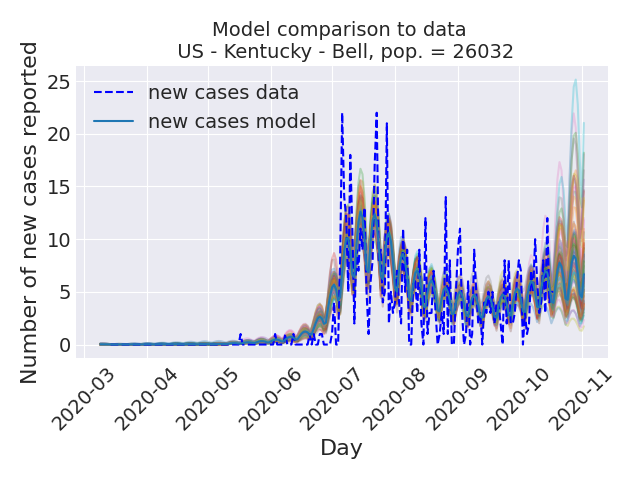 Model comparison to data
US - Kentucky - Bell, pop. = 26032
Number of new cases reported
25
20
15
10
5
0
new cases data
new cases model
2020-03
2020-04
2020-05
2020-06
2020-07
2020-08
2020-09
2020-10
2020-11
Day